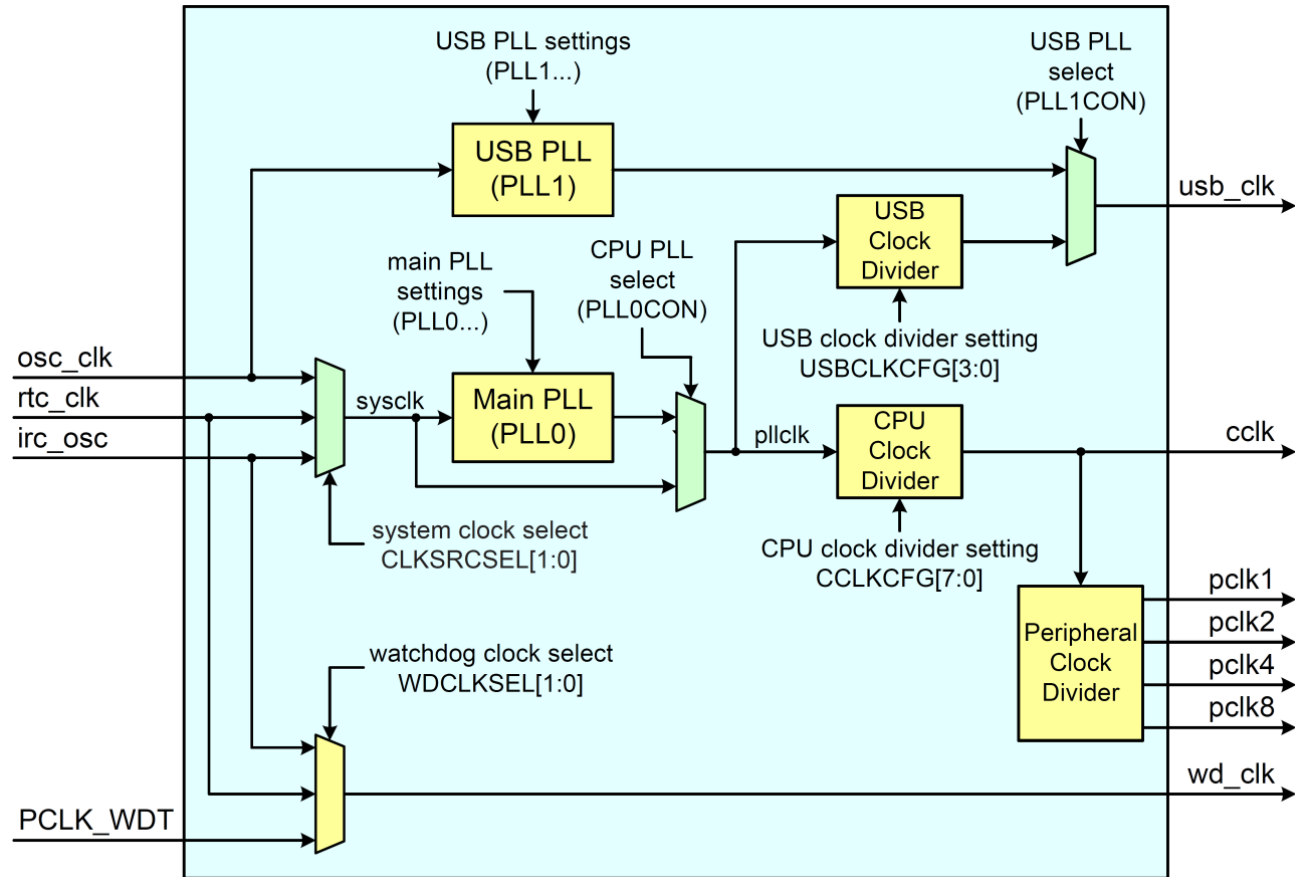 USB PLL settings
(PLL1...)
USB PLL
select
(PLL1CON)
USB PLL
(PLL1)
usb_clk
USB
Clock
Divider
main PLL
settings
(PLL0...)
CPU PLL
select
(PLL0CON)
USB clock divider setting
USBCLKCFG[3:0]
osc_clk
rtc_clk
irc_osc
sysclk
Main PLL
(PLL0)
pllclk
CPU
Clock
Divider
cclk
system clock select
CLKSRCSEL[1:0]
CPU clock divider setting
CCLKCFG[7:0]
Peripheral
Clock
Divider
pclk1
pclk2
pclk4
pclk8
watchdog clock select
WDCLKSEL[1:0]
PCLK_WDT
wd_clk